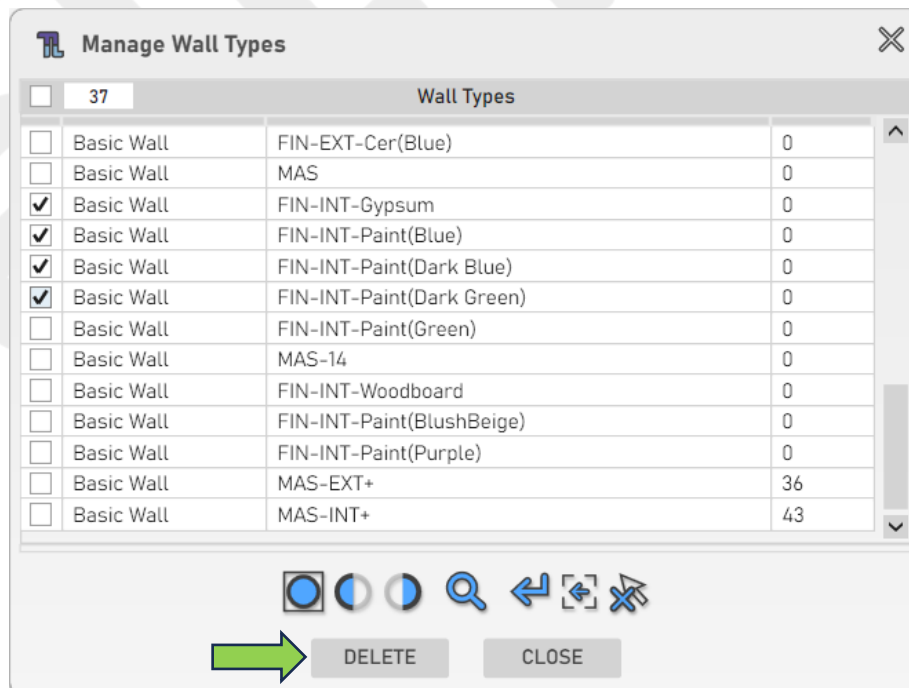 Manage Wall Types
37 Wall Types
Basic Wall FIN-EXT-Cer(Blue) 0
Basic Wall MAS 0
Basic Wall FIN-INT-Gypsum 0
Basic Wall FIN-INT-Paint(Blue) 0
Basic Wall FIN-INT-Paint(Dark Blue) 0
Basic Wall FIN-INT-Paint(Dark Green) 0
Basic Wall FIN-INT-Paint(Green) 0
Basic Wall MAS-14 0
Basic Wall FIN-INT-Woodboard 0
Basic Wall FIN-INT-Paint(BlushBeige) 0
Basic Wall FIN-INT-Paint(Purple) 0
Basic Wall MAS-EXT+ 36
Basic Wall MAS-INT+ 43
DELETE CLOSE